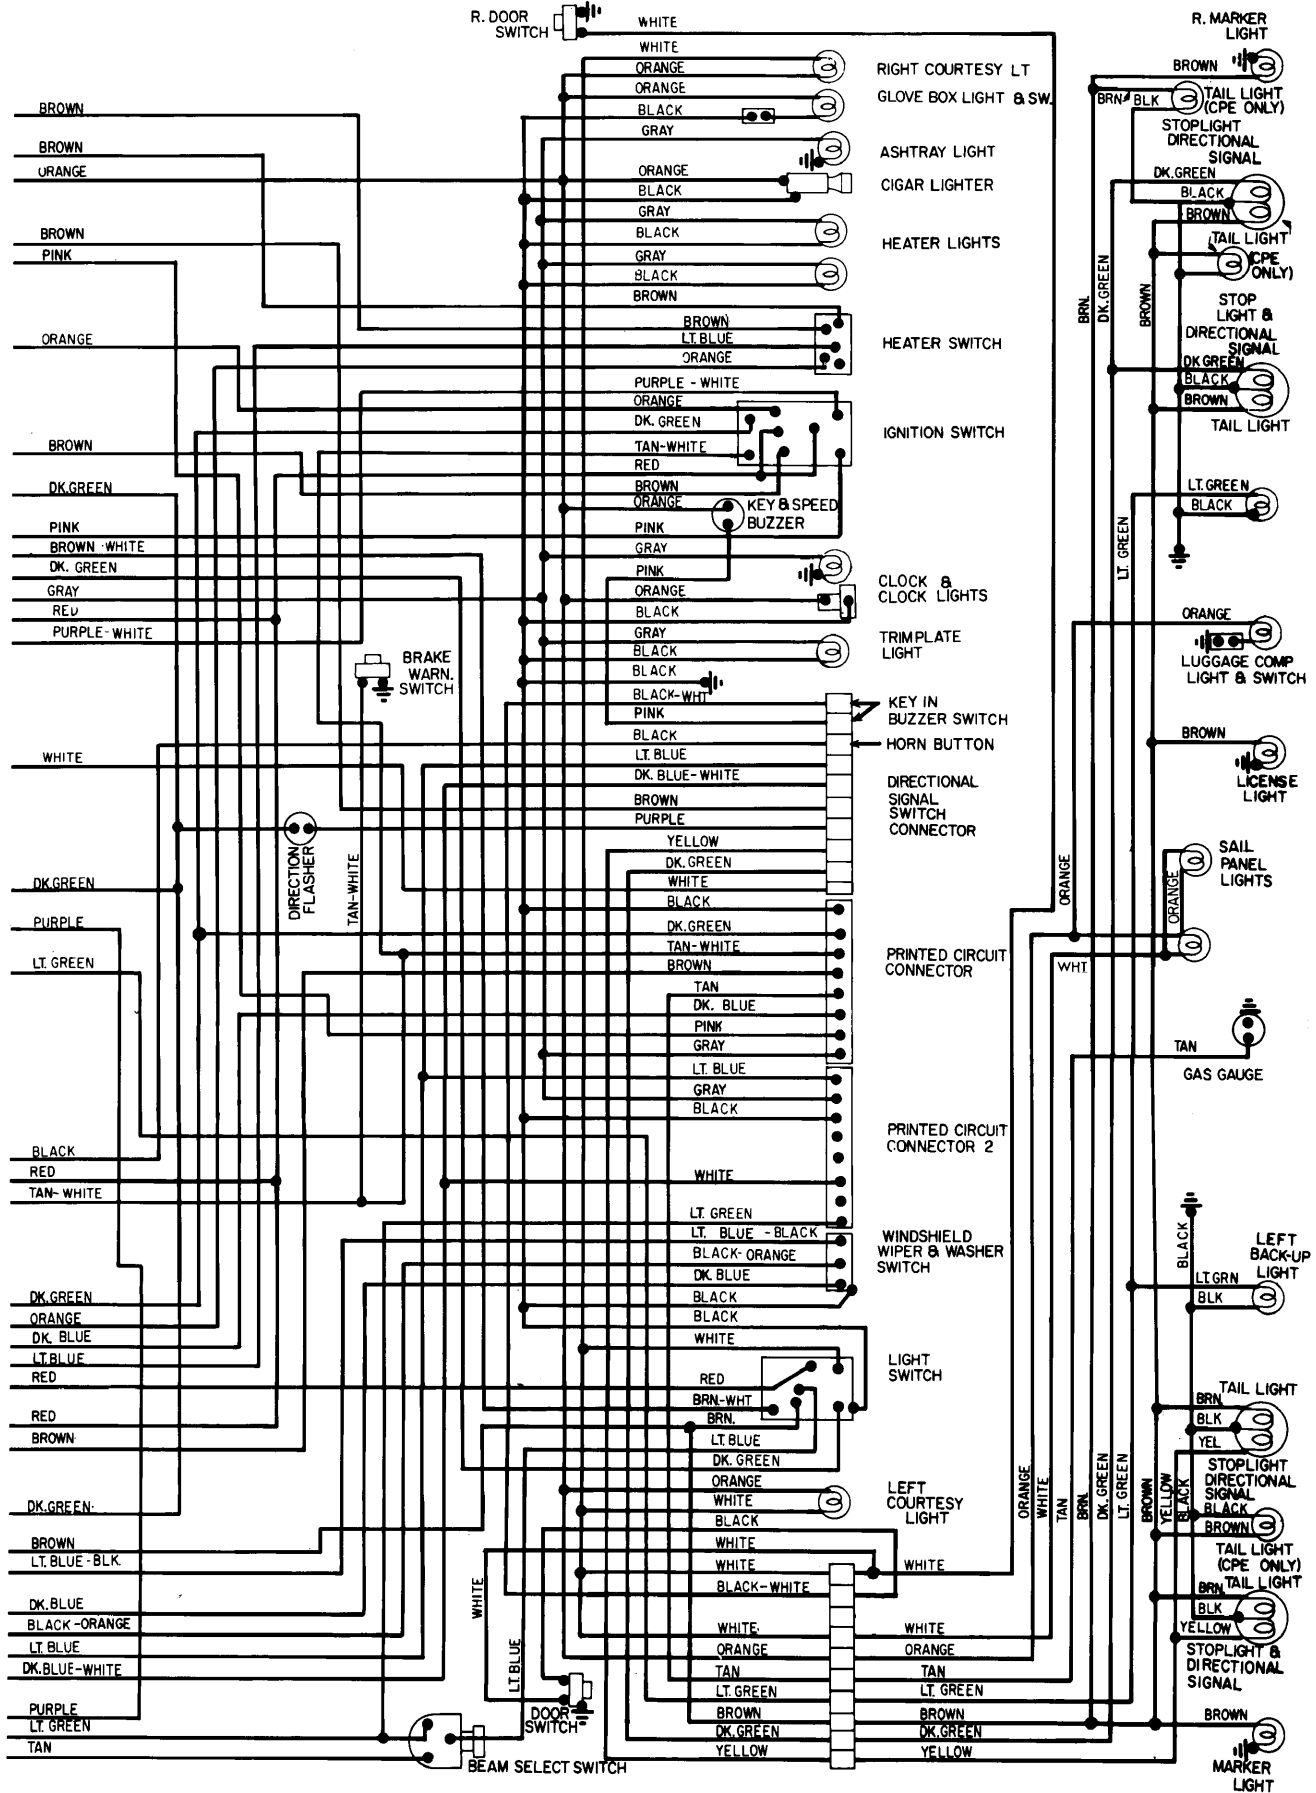 R. DOOR
SWITCH
WHITE
WHITE
ORANGE
RIGHT COURTESY LT
ORANGE
GLOVE BOX LIGHT & SW.
BLACK
GRAY
ASHTRAY LIGHT
ORANGE
CIGAR LIGHTER
BLACK
GRAY
BLACK
HEATER LIGHTS
GRAY
BLACK
BROWN
BROWN
LT. BLUE
ORANGE
HEATER SWITCH
PURPLE - WHITE
ORANGE
DK. GREEN
IGNITION SWITCH
TAN-WHITE
RED
BROWN
ORANGE
KEY & SPEED
BUZZER
PINK
GRAY
PINK
CLOCK &
CLOCK LIGHTS
ORANGE
BLACK
GRAY
TRIMPLATE
LIGHT
BLACK
BLACK
BLACK-WHT
KEY IN
BUZZER SWITCH
PINK
BLACK
HORN BUTTON
LT. BLUE
DK. BLUE-WHITE
DIRECTIONAL
SIGNAL
SWITCH
CONNECTOR
BROWN
PURPLE
YELLOW
DK. GREEN
WHITE
BLACK
DK.GREEN
TAN-WHITE
PRINTED CIRCUIT
CONNECTOR
BROWN
TAN
DK. BLUE
PINK
GRAY
LT. BLUE
GRAY
BLACK
PRINTED CIRCUIT
CONNECTOR 2
WHITE
LT. GREEN
LT. BLUE - BLACK
WINDSHIELD
WIPER & WASHER
SWITCH
BLACK-ORANGE
DK. BLUE
BLACK
BLACK
WHITE
LIGHT
SWITCH
RED
BRN-WHT
BRN.
LT BLUE
DK. GREEN
ORANGE
WHITE
LEFT
COURTESY
LIGHT
BLACK
WHITE
WHITE
WHITE
BLACK-WHITE
WHITE
WHITE
ORANGE
ORANGE
TAN
TAN
LT. GREEN
LT. GREEN
BROWN
BROWN
DK.GREEN
DK.GREEN
YELLOW
YELLOW
BROWN
BROWN
ORANGE
BROWN
PINK
ORANGE
BROWN
DK.GREEN
PINK
BROWN-WHITE
DK. GREEN
GRAY
RED
PURPLE-WHITE
BRAKE
WARN.
SWITCH
WHITE
DIRECTION
FLASHER
TAN-WHITE
DK.GREEN
PURPLE
LT. GREEN
BLACK
RED
TAN-WHITE
DK.GREEN
ORANGE
DK. BLUE
LT.BLUE
RED
RED
BROWN
DK.GREEN
BROWN
LT. BLUE-BLK.
DK.BLUE
BLACK-ORANGE
LT. BLUE
DK.BLUE-WHITE
PURPLE
LT. GREEN
TAN
WHITE
LT.BLUE
DOOR
SWITCH
BEAM SELECT SWITCH
R. MARKER
LIGHT
BROWN
BRN
BLK
TAIL LIGHT
(CPE ONLY)
STOPLIGHT
DIRECTIONAL
SIGNAL
DK.GREEN
BLACK
BROWN
TAIL LIGHT
(CPE
ONLY)
BRN.
DK.GREEN
BROWN
STOP
LIGHT &
DIRECTIONAL
SIGNAL
DK GREEN
BLACK
BROWN
TAIL LIGHT
LT. GREEN
BLACK
LT. GREEN
ORANGE
LUGGAGE COMP
LIGHT & SWITCH
BROWN
LICENSE
LIGHT
SAIL
PANEL
LIGHTS
ORANGE
ORANGE
WHT
TAN
GAS GAUGE
BLACK
LEFT
BACK-UP
LIGHT
LT.GRN
BLK
TAIL LIGHT
BRN.
BLK
YEL
STOPLIGHT
DIRECTIONAL
SIGNAL
ORANGE
WHITE
TAN
BRN.
DK.GREEN
LT.GREEN
BROWN
YELLOW
BLACK
BLACK
BROWN
TAIL LIGHT
(CPE ONLY)
TAIL LIGHT
BRN.
BLK
YELLOW
STOPLIGHT &
DIRECTIONAL
SIGNAL
BROWN
MARKER
LIGHT